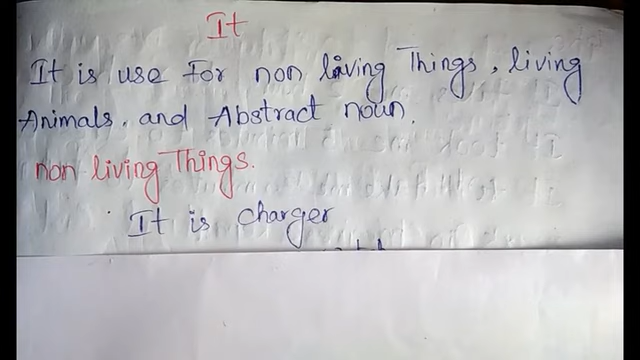 It
It is use For non living Things, living
Animals. and Abstract noun.
non living Things.
It is charger